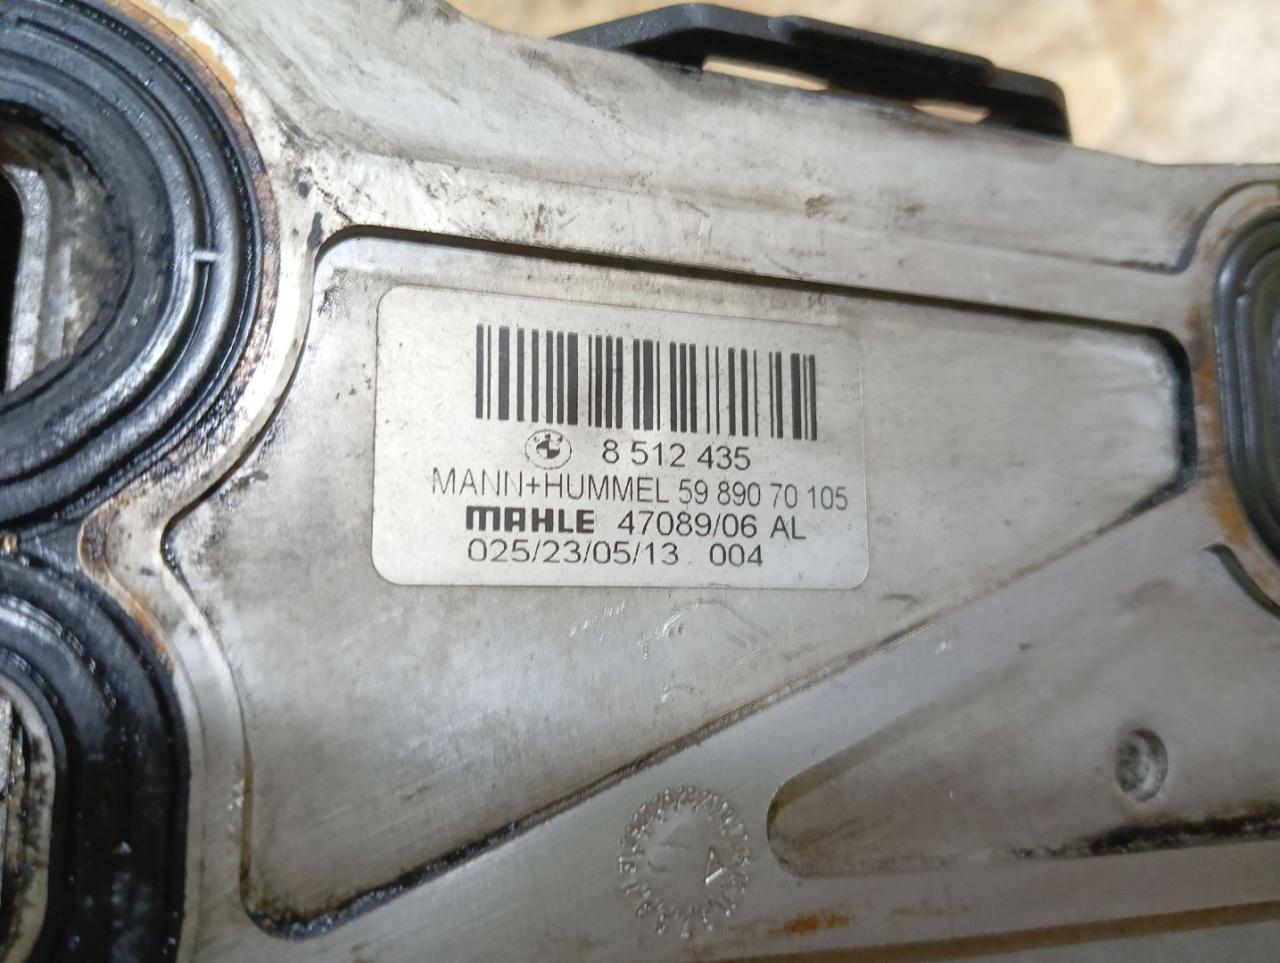 8 512 435
MANN+HUMMEL 59 890 70 105
MAHLE 47089/06 AL
025/23/05/13 004